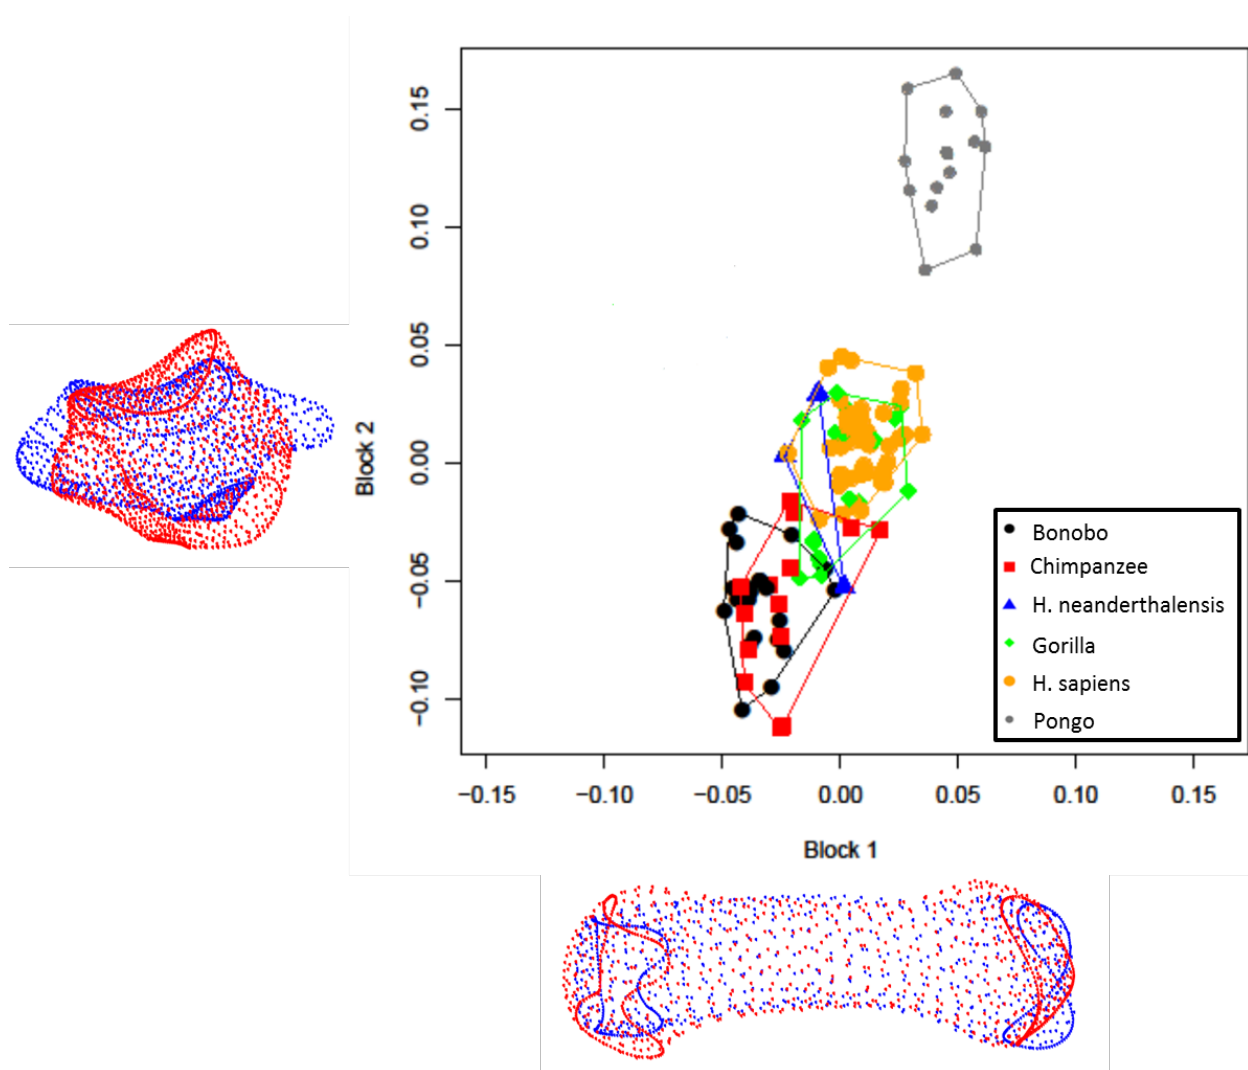 0.15
0.10
0.05
0.00
−0.05
−0.10
Block 2
Bonobo
Chimpanzee
H. neanderthalensis
Gorilla
H. sapiens
Pongo
−0.15 −0.10 −0.05 0.00 0.05 0.10 0.15
Block 1